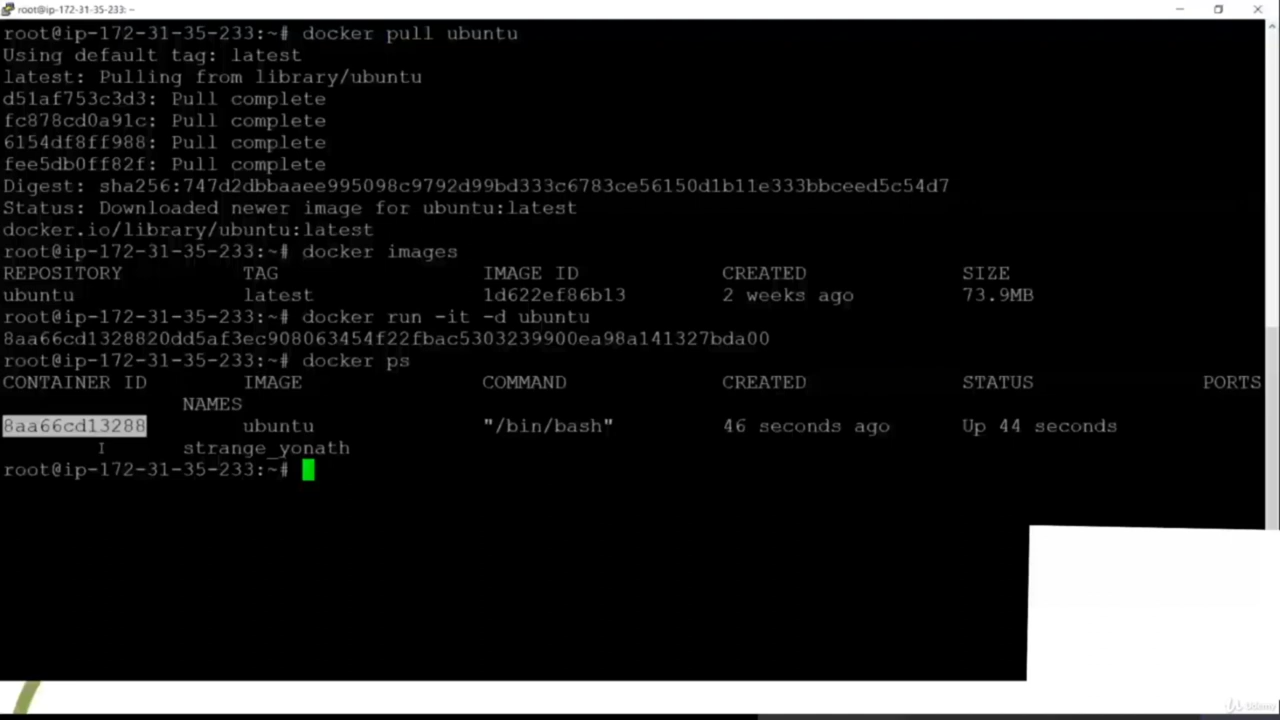 root@ip-172-31-35-233: ~
root@ip-172-31-35-233:~# docker pull ubuntu
Using default tag: latest
latest: Pulling from library/ubuntu
d51af753c3d3: Pull complete
fc878cd0a91c: Pull complete
6154df8ff988: Pull complete
fee5db0ff82f: Pull complete
Digest: sha256:747d2dbbaaee995098c9792d99bd333c6783ce56150d1b11e333bbceed5c54d7
Status: Downloaded newer image for ubuntu:latest
docker.io/library/ubuntu:latest
root@ip-172-31-35-233:~# docker images
REPOSITORY TAG IMAGE ID CREATED SIZE
ubuntu latest 1d622ef86b13 2 weeks ago 73.9MB
root@ip-172-31-35-233:~# docker run -it -d ubuntu
8aa66cd1328820dd5af3ec908063454f22fbac5303239900ea98a141327bda00
root@ip-172-31-35-233:~# docker ps
CONTAINER ID IMAGE COMMAND CREATED STATUS PORTS
NAMES
8aa66cd13288 ubuntu "/bin/bash" 46 seconds ago Up 44 seconds
strange_yonath
root@ip-172-31-35-233:~#
Udemy